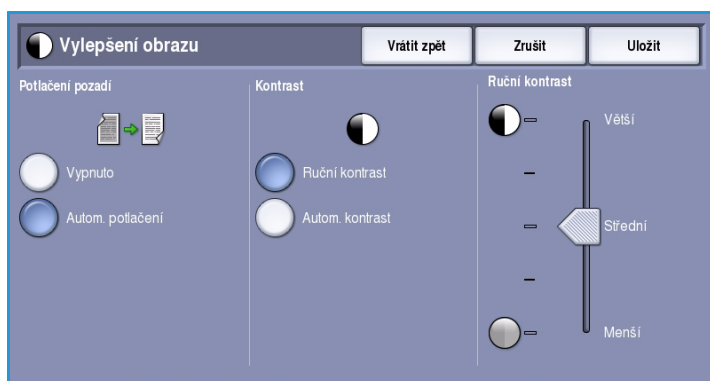 Vylepšení obrazu
Vrátit zpět
Zrušit
Uložit
Potlačení pozadí
Vypnuto
Autom. potlačení
Kontrast
Ruční kontrast
Autom. kontrast
Ruční kontrast
Větší
Střední
Menší